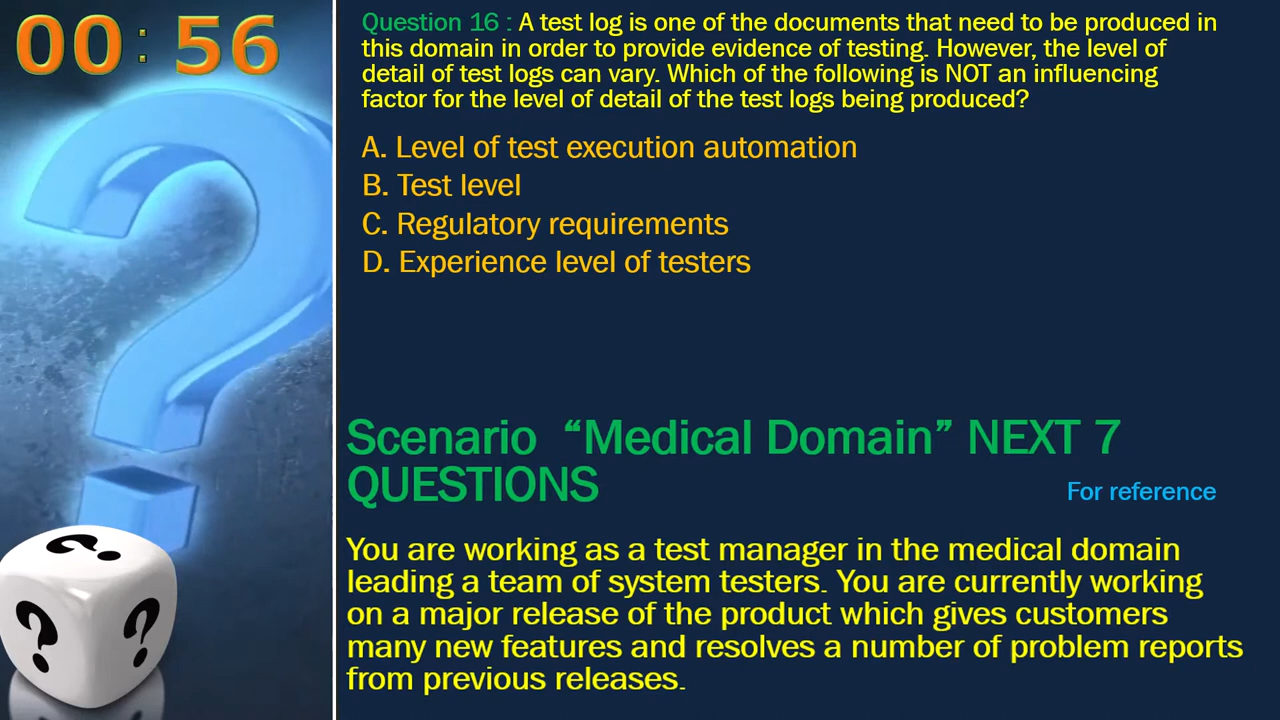 00:56
Question 16 : A test log is one of the documents that need to be produced in
this domain in order to provide evidence of testing. However, the level of
detail of test logs can vary. Which of the following is NOT an influencing
factor for the level of detail of the test logs being produced?
A. Level of test execution automation
B. Test level
C. Regulatory requirements
D. Experience level of testers
Scenario “Medical Domain” NEXT 7
QUESTIONS
For reference
You are working as a test manager in the medical domain
leading a team of system testers. You are currently working
on a major release of the product which gives customers
many new features and resolves a number of problem reports
from previous releases.